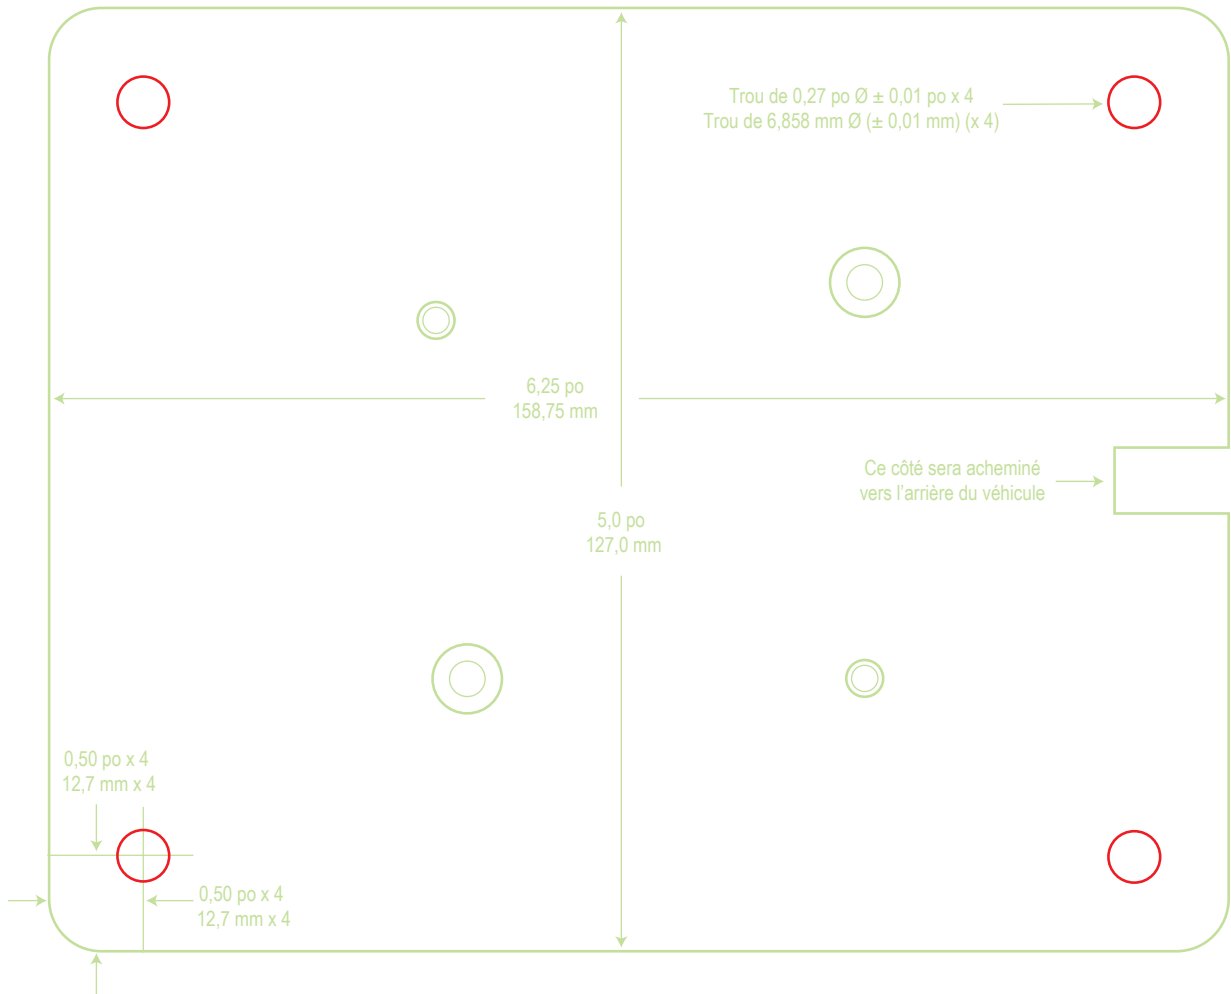 Trou de 0,27 po Ø ± 0,01 po x 4
Trou de 6,858 mm Ø (± 0,01 mm) (x 4)
6,25 po
158,75 mm
Ce côté sera acheminé
vers l'arrière du véhicule
5,0 po
127,0 mm
0,50 po x 4
12,7 mm x 4
0,50 po x 4
12,7 mm x 4